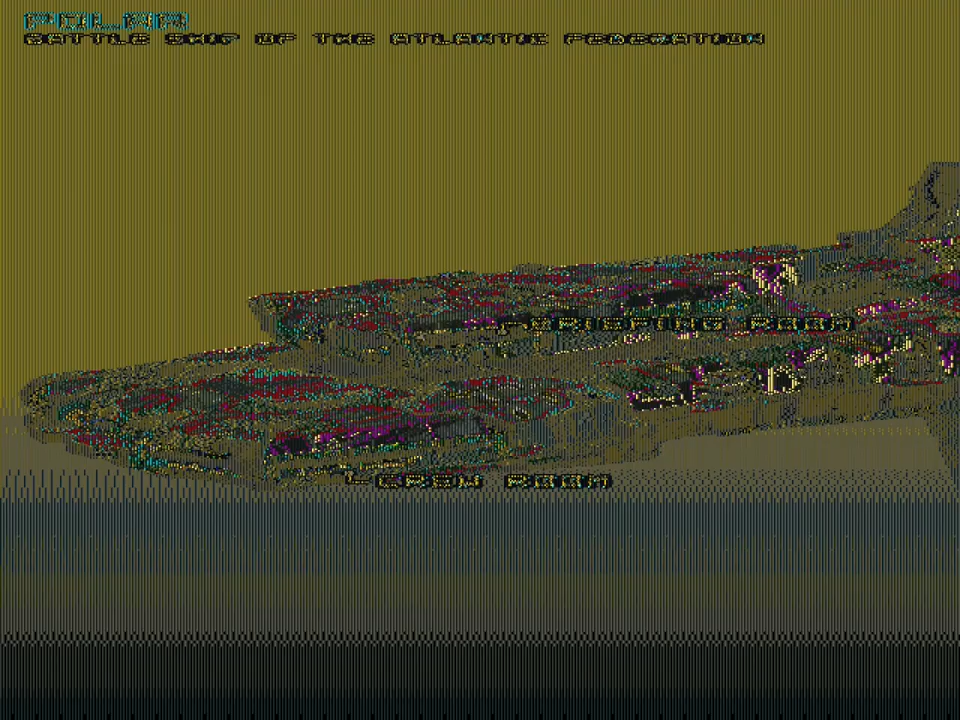 BATTLE SHIP OF THE ATLANTIC FEDERATION
BRIEFING ROOM
CREW ROOM